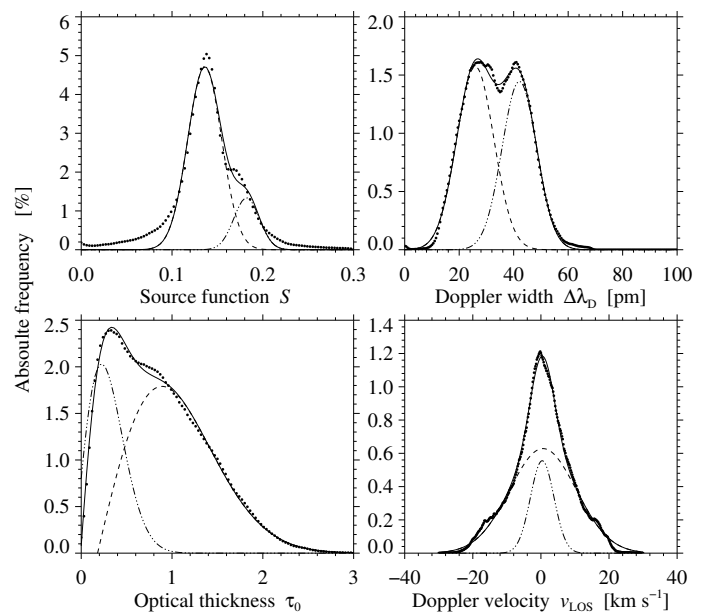 Absoulte frequency [%]
6
5
4
3
2
1
0
0.0 0.1 0.2 0.3
Source function S
2.0
1.5
1.0
0.5
0.0
0 20 40 60 80 100
Doppler width Δλ_D [pm]
2.5
2.0
1.5
1.0
0.5
0.0
0 1 2 3
Optical thickness τ₀
1.4
1.2
1.0
0.8
0.6
0.4
0.2
0.0
−40 −20 0 20 40
Doppler velocity v_LOS [km s⁻¹]